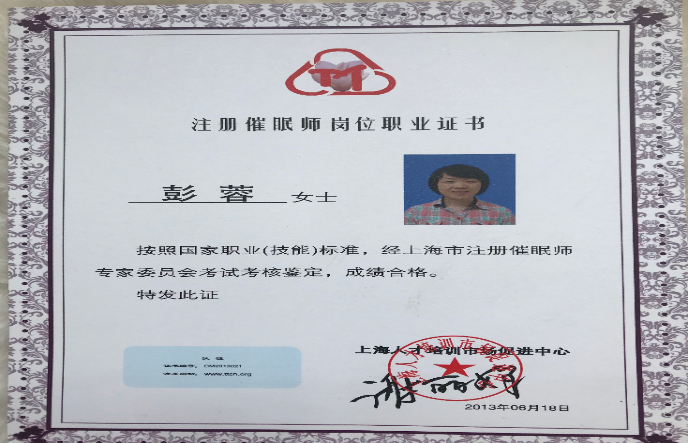 注册催眠师岗位职业证书
彭蓉 女士
按照国家职业(技能)标准，经上海市注册催眠师
专家委员会考试考核鉴定，成绩合格。
特发此证
上海人才培训市场促进中心
www.ttcn.org
2013年06月18日